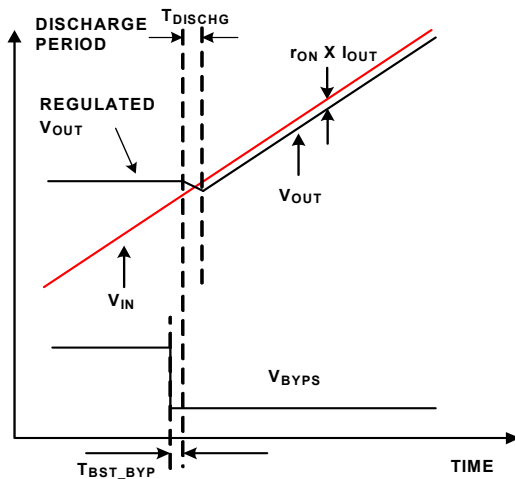 DISCHARGE
PERIOD
TDISCHG
rON X IOUT
REGULATED
VOUT
VOUT
VIN
VBYPS
TBST_BYP
TIME